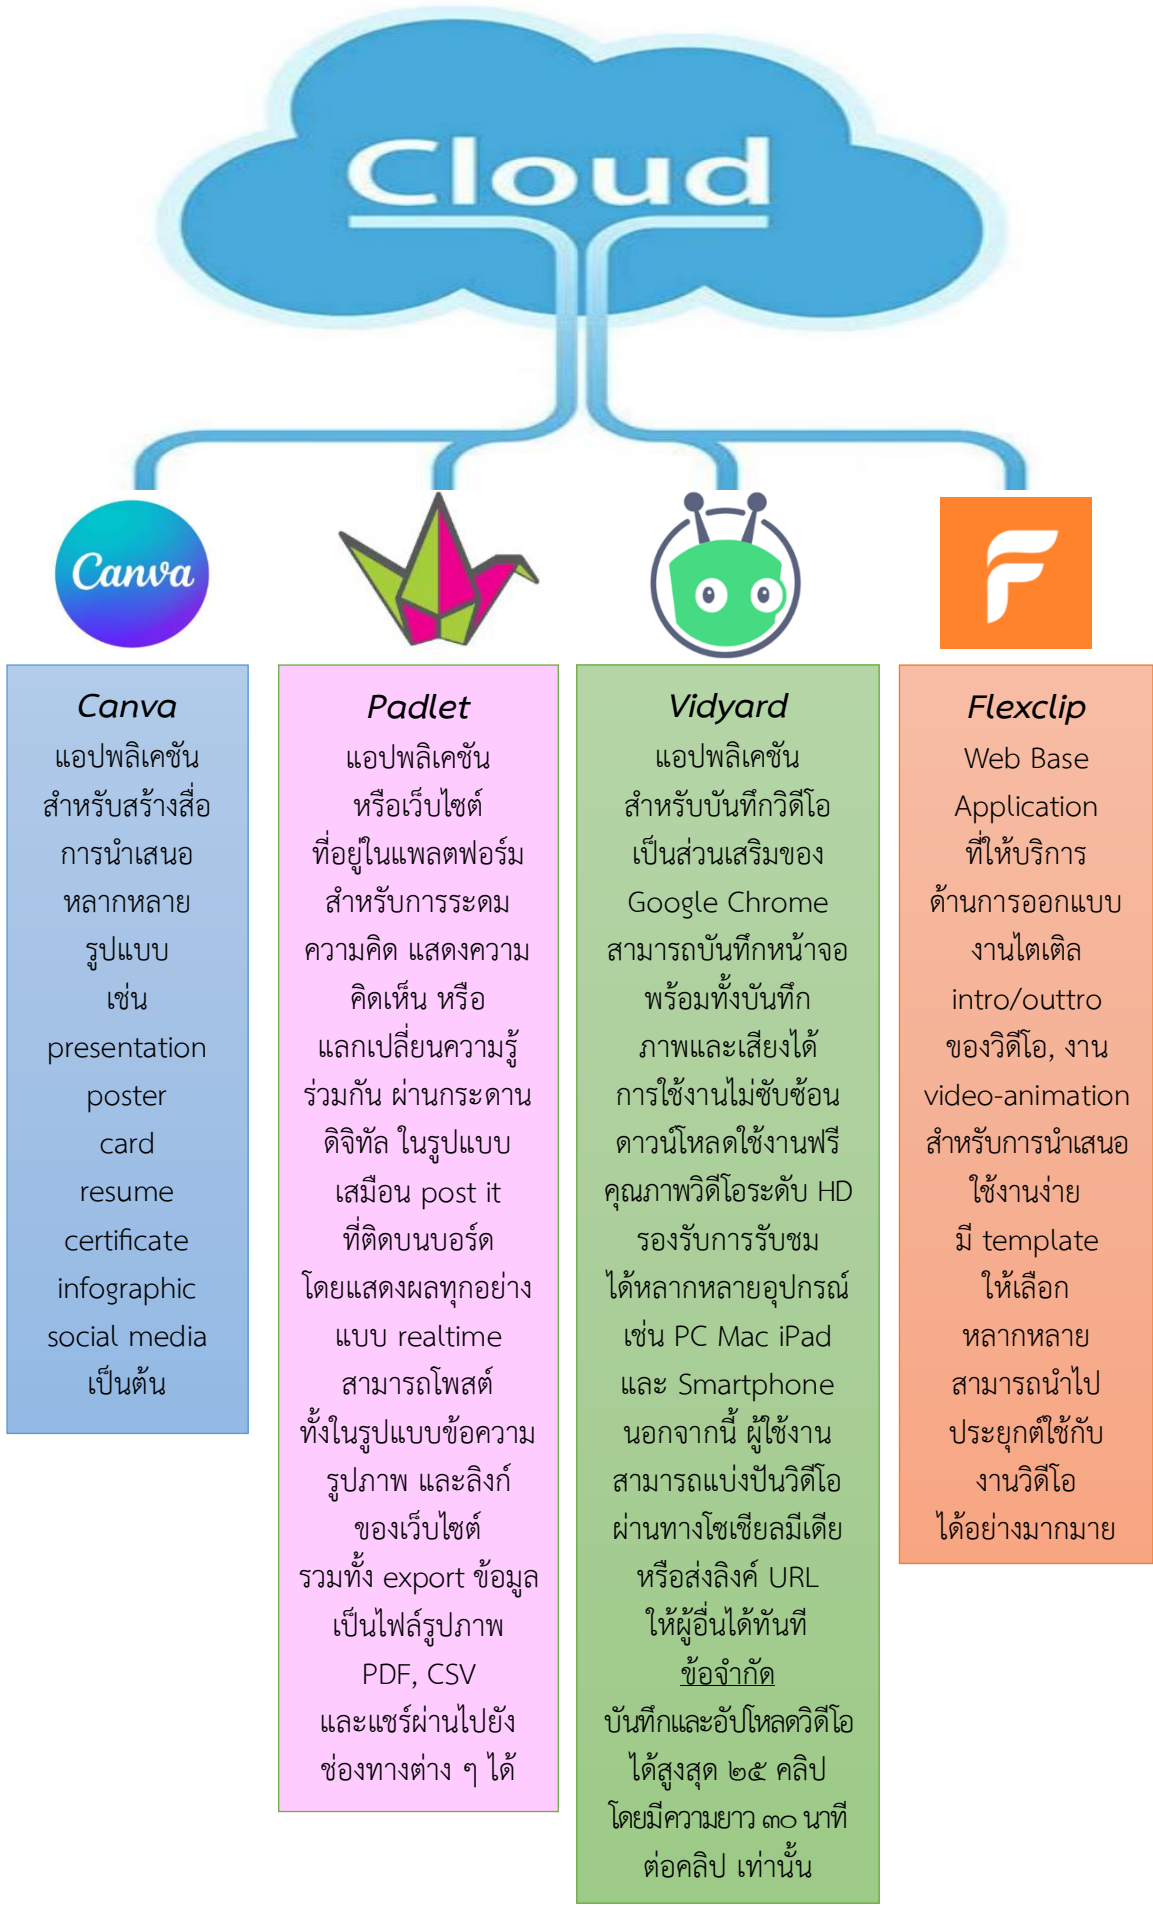 Cloud
Canva
Canva
แอปพลิเคชัน
สำหรับสร้างสื่อ
การนำเสนอ
หลากหลาย
รูปแบบ
เช่น
presentation
poster
card
resume
certificate
infographic
social media
เป็นต้น
Padlet
แอปพลิเคชัน
หรือเว็บไซต์
ที่อยู่ในแพลตฟอร์ม
สำหรับการระดม
ความคิด แสดงความ
คิดเห็น หรือ
แลกเปลี่ยนความรู้
ร่วมกัน ผ่านกระดาน
ดิจิทัล ในรูปแบบ
เสมือน post it
ที่ติดบนบอร์ด
โดยแสดงผลทุกอย่าง
แบบ realtime
สามารถโพสต์
ทั้งในรูปแบบข้อความ
รูปภาพ และลิงก์
ของเว็บไซต์
รวมทั้ง export ข้อมูล
เป็นไฟล์รูปภาพ
PDF, CSV
และแชร์ผ่านไปยัง
ช่องทางต่าง ๆ ได้
Vidyard
แอปพลิเคชัน
สำหรับบันทึกวิดีโอ
เป็นส่วนเสริมของ
Google Chrome
สามารถบันทึกหน้าจอ
พร้อมทั้งบันทึก
ภาพและเสียงได้
การใช้งานไม่ซับซ้อน
ดาวน์โหลดใช้งานฟรี
คุณภาพวิดีโอระดับ HD
รองรับการรับชม
ได้หลากหลายอุปกรณ์
เช่น PC Mac iPad
และ Smartphone
นอกจากนี้ ผู้ใช้งาน
สามารถแบ่งปันวิดีโอ
ผ่านทางโซเชียลมีเดีย
หรือส่งลิงค์ URL
ให้ผู้อื่นได้ทันที
ข้อจำกัด
บันทึกและอัปโหลดวิดีโอ
ได้สูงสุด ๒๕ คลิป
โดยมีความยาว ๓๐ นาที
ต่อคลิป เท่านั้น
Flexclip
Web Base
Application
ที่ให้บริการ
ด้านการออกแบบ
งานไตเติล
intro/outtro
ของวิดีโอ, งาน
video-animation
สำหรับการนำเสนอ
ใช้งานง่าย
มี template
ให้เลือก
หลากหลาย
สามารถนำไป
ประยุกต์ใช้กับ
งานวิดีโอ
ได้อย่างมากมาย